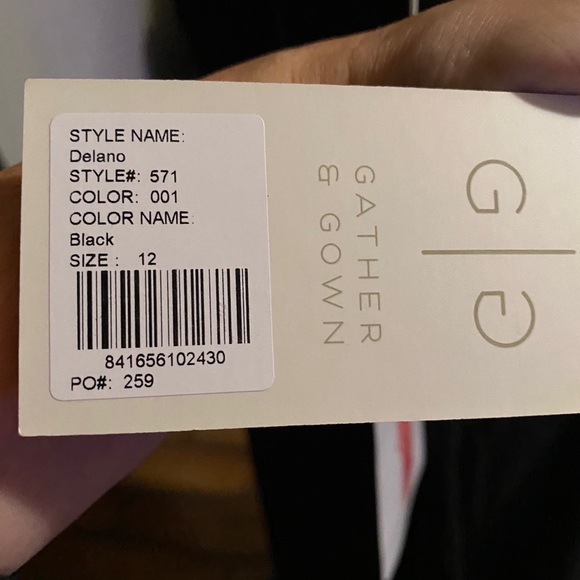 STYLE NAME:
Delano
STYLE#: 571
COLOR: 001
COLOR NAME:
Black
SIZE : 12
841656102430
PO#: 259
GATHER
& GOWN
G|G